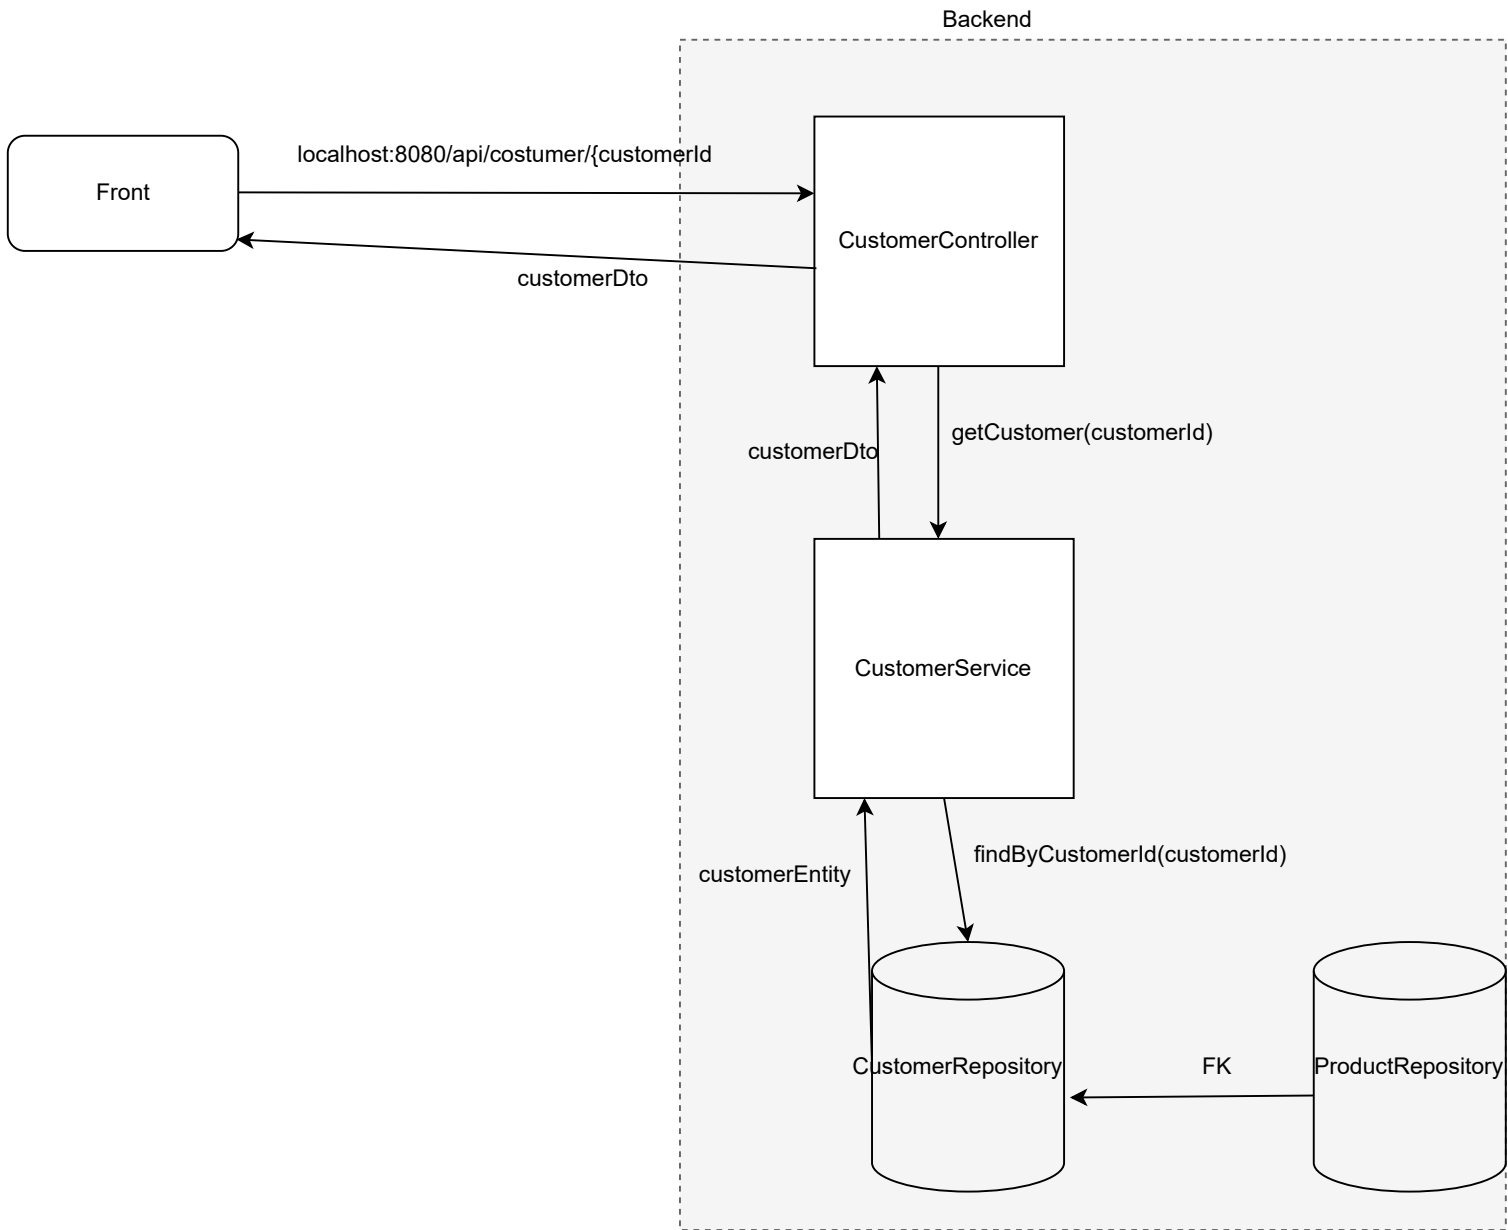 Backend
localhost:8080/api/costumer/{customerId
Front
CustomerController
customerDto
getCustomer(customerId)
customerDto
CustomerService
findByCustomerId(customerId)
customerEntity
CustomerRepository
FK
ProductRepository